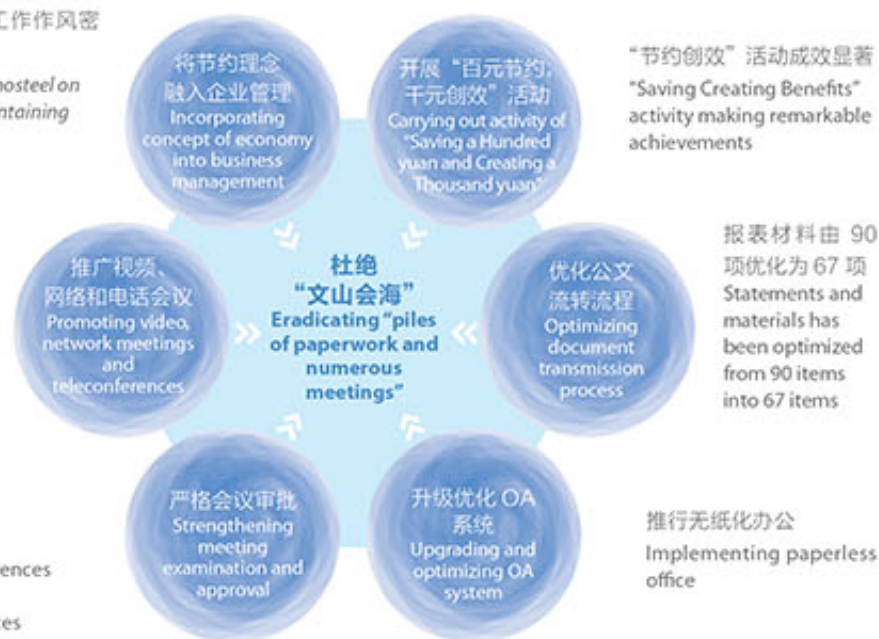 工作作风密
将节约理念
融入企业管理
Incorporating
concept of economy
into business
management
开展“百元节约,
千元创效”活动
Carrying out activity of
"Saving a Hundred
yuan and Creating a
Thousand yuan"
“节约创效”活动成效显著
"Saving Creating Benefits"
activity making remarkable
achievements
nosteel on
推广视频、
网络和电话会议
Promoting video,
network meetings
and
teleconferences
杜绝
“文山会海”
Eradicating "piles
of paperwork and
numerous
meetings"
优化公文
流转流程
Optimizing
document
transmission
process
报表材料由 90
项优化为 67 项
Statements and
materials has
been optimized
from 90 items
into 67 items
严格会议审批
Strengthening
meeting
examination and
approval
升级优化 OA
系统
Upgrading and
optimizing OA
system
推行无纸化办公
Implementing paperless
office
ences